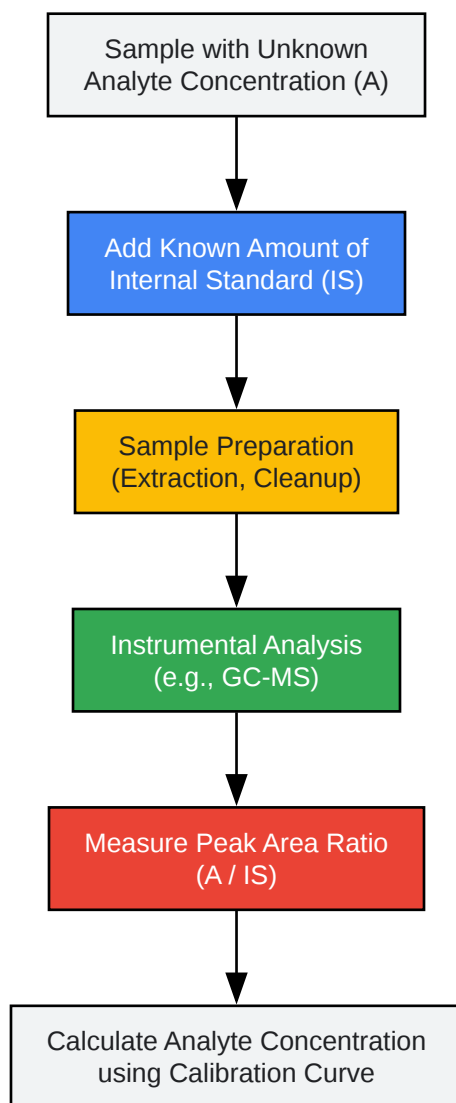 Sample with Unknown
Analyte Concentration (A)
Add Known Amount of
Internal Standard (IS)
Sample Preparation
(Extraction, Cleanup)
Instrumental Analysis
(e.g., GC-MS)
Measure Peak Area Ratio
(A / IS)
Calculate Analyte Concentration
using Calibration Curve